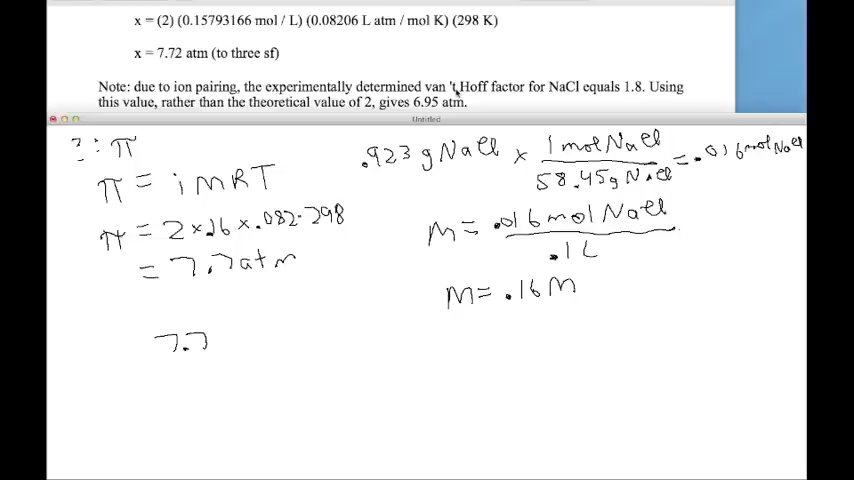 x = (2) (0.15793166 mol / L) (0.08206 L atm / mol K) (298 K)
x = 7.72 atm (to three sf)
Note: due to ion pairing, the experimentally determined van 't Hoff factor for NaCl equals 1.8. Using
this value, rather than the theoretical value of 2, gives 6.95 atm.
Untitled
?: π
π = iMRT
π = 2 × .16 × .082 · 298
= 7.7 atm
7.7
.923 g NaCl × 1 mol NaCl / 58.45 g NaCl = .016 mol NaCl
M = .016 mol NaCl / .1 L
M = .16 M